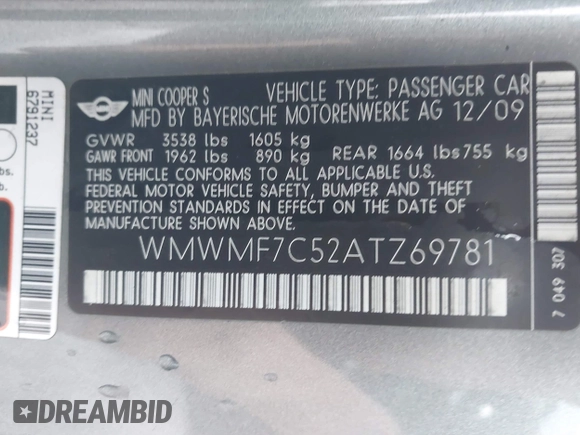 MINI COOPER S VEHICLE TYPE: PASSENGER CAR
MFD BY BAYERISCHE MOTORENWERKE AG 12/09
GVWR 3538 lbs 1605 kg
GAWR FRONT 1962 lbs 890 kg REAR 1664 lbs 755 kg
THIS VEHICLE CONFORMS TO ALL APPLICABLE U.S.
FEDERAL MOTOR VEHICLE SAFETY, BUMPER AND THEFT
PREVENTION STANDARDS IN EFFECT ON THE DATE OF
MANUFACTURE SHOWN ABOVE.
WMWMF7C52ATZ69781
7 049 307
MINI
6791237
lbs.
DREAMBID